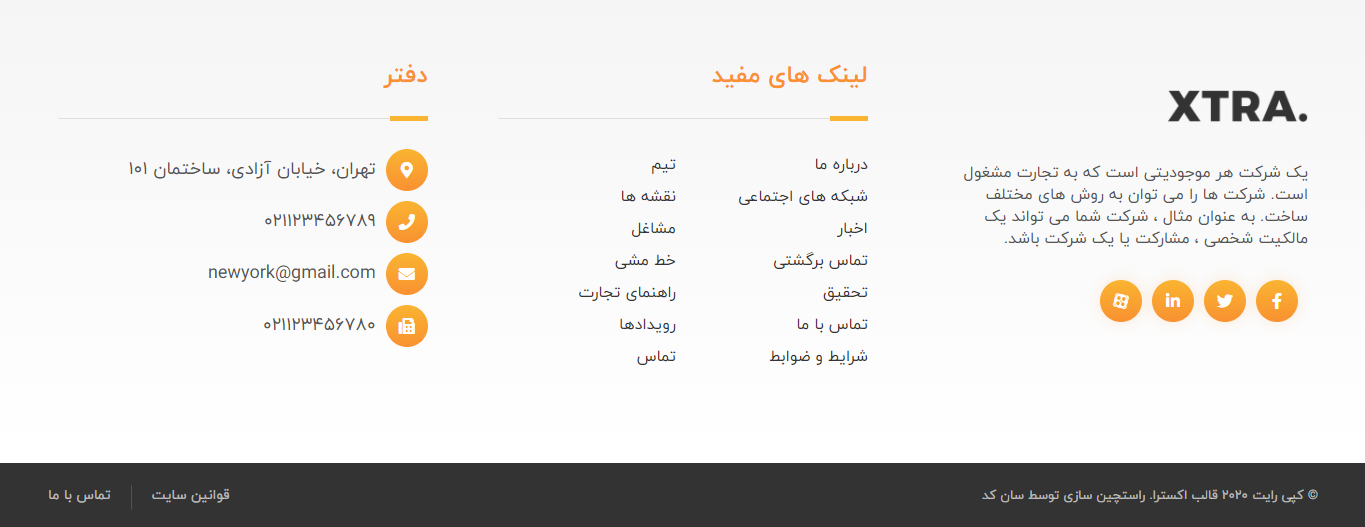 XTRA.
یک شرکت هر موجودیتی است که به تجارت مشغول
است. شرکت ها را می توان به روش های مختلف
ساخت. به عنوان مثال ، شرکت شما می تواند یک
مالکیت شخصی ، مشارکت یا یک شرکت باشد.
لینک های مفید
درباره ما
شبکه های اجتماعی
اخبار
تماس برگشتی
تحقیق
تماس با ما
شرایط و ضوابط
تیم
نقشه ها
مشاغل
خط مشی
راهنمای تجارت
رویدادها
تماس
دفتر
تهران، خیابان آزادی، ساختمان ۱۰۱
۰۲۱۱۲۳۴۵۶۷۸۹
newyork@gmail.com
۰۲۱۱۲۳۴۵۶۷۸۰
© کپی رایت ۲۰۲۰ قالب اکسترا. راستچین سازی توسط سان کد
قوانین سایت
تماس با ما